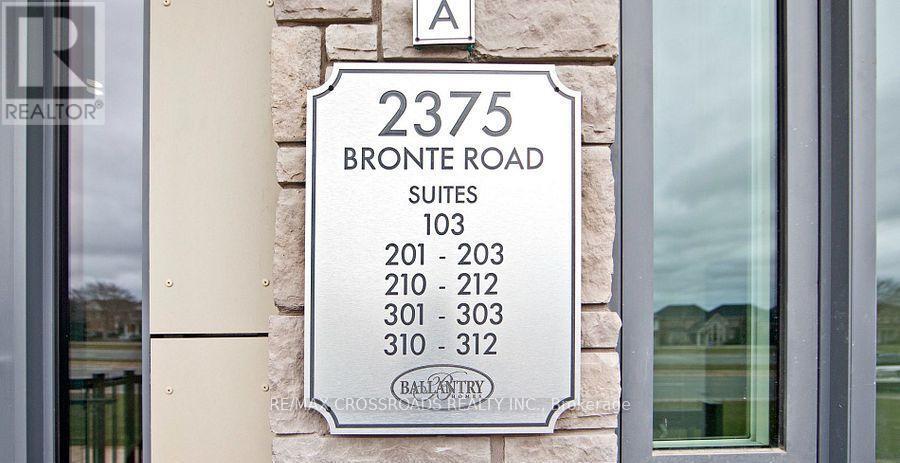 A
R
REALTOR®
2375
BRONTE ROAD
SUITES
103
201 - 203
210 - 212
301 - 303
310 - 312
B
BALLANTRY
HOMES
RE/MAX CROSSROADS REALTY INC., Brokerage